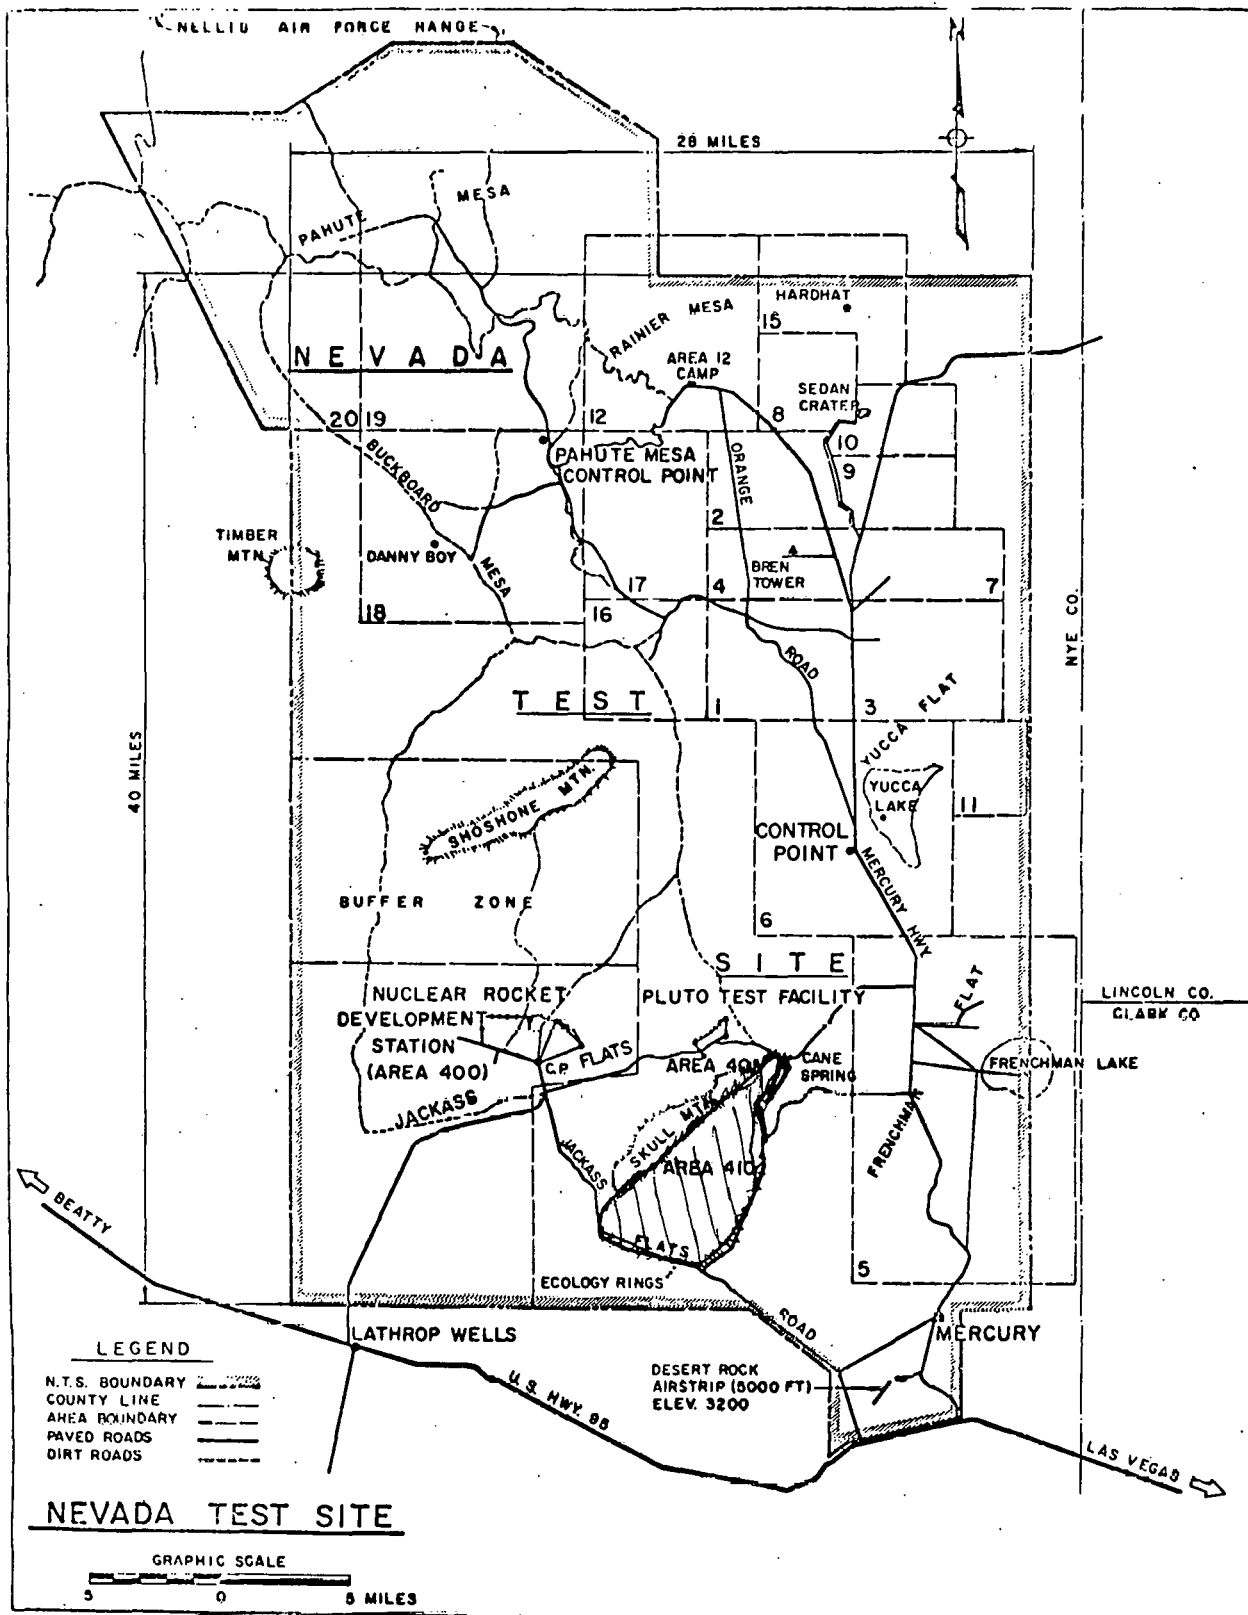 NELLIS AIR FORCE RANGE
28 MILES
MESA
PAHUTE
HARDHAT
RAINIER MESA
15
AREA 12
CAMP
NEVADA
SEDAN
CRATER
20
19
12
8
10
PAHUTE MESA
CONTROL POINT
BUCKBOARD
MESA
ORANGE
ROAD
9
2
TIMBER
MTN.
DANNY BOY
BREN
TOWER
17
4
7
18
16
NYE CO.
TEST
1
3
YUCCA FLAT
40 MILES
SHOSHONE MTN.
YUCCA
LAKE
11
CONTROL
POINT
MERCURY HWY
BUFFER ZONE
6
SITE
NUCLEAR ROCKET
DEVELOPMENT
STATION
(AREA 400)
PLUTO TEST FACILITY
FLAT
LINCOLN CO.
CLARK CO
C.P.
FLATS
AREA 401
CANE
SPRING
FRENCHMAN LAKE
JACKASS
SKULL MTN.
FRENCHMAN
JACKASS
AREA 410
BEATTY
FLATS
ECOLOGY RINGS
5
ROAD
LATHROP WELLS
MERCURY
LEGEND
N.T.S. BOUNDARY
COUNTY LINE
AREA BOUNDARY
PAVED ROADS
DIRT ROADS
U.S. HWY. 95
DESERT ROCK
AIRSTRIP (5000 FT)
ELEV. 3200
LAS VEGAS
NEVADA TEST SITE
GRAPHIC SCALE
5 0 5 MILES